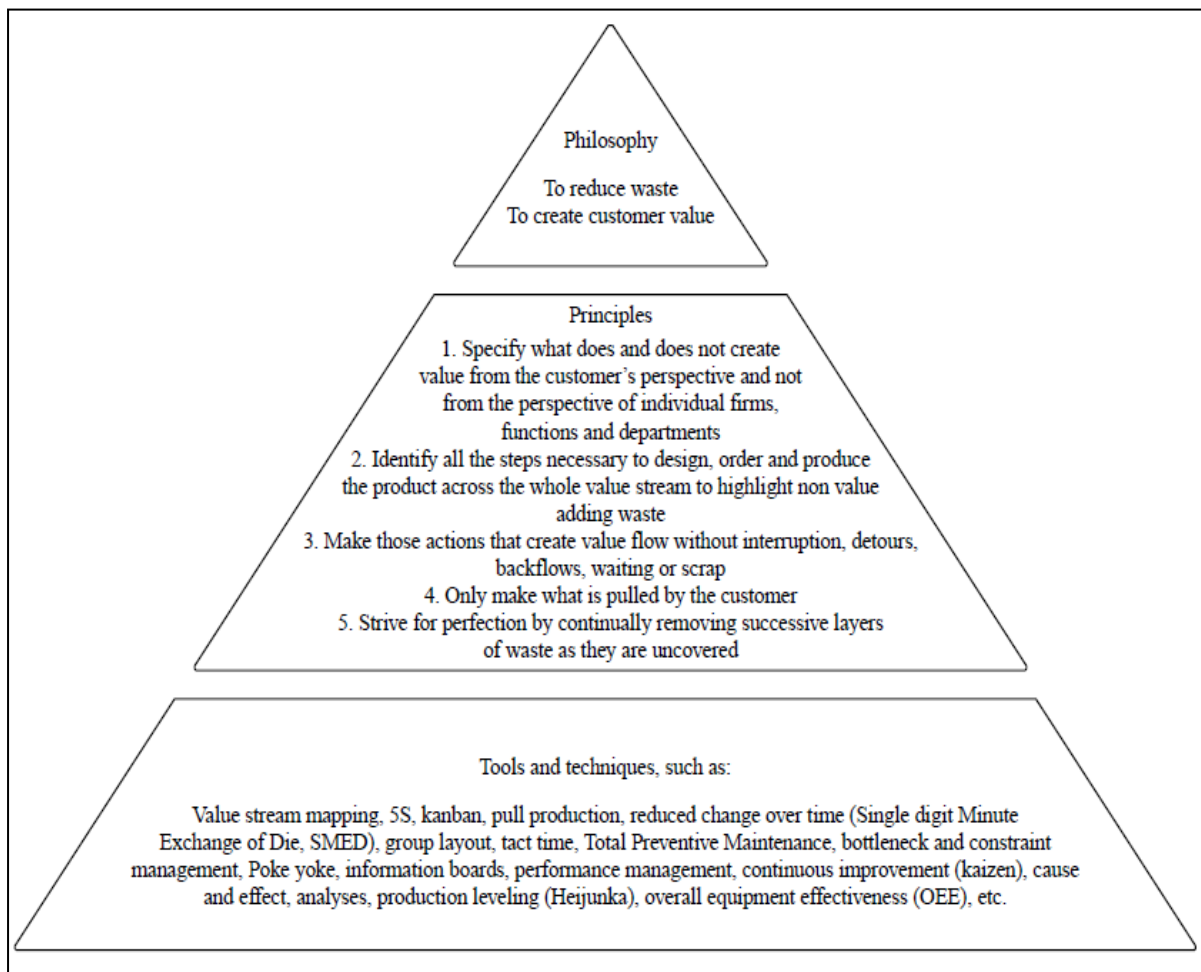 Philosophy
To reduce waste
To create customer value
Principles
1. Specify what does and does not create
value from the customer's perspective and not
from the perspective of individual firms,
functions and departments
2. Identify all the steps necessary to design, order and produce
the product across the whole value stream to highlight non value
adding waste
3. Make those actions that create value flow without interruption, detours,
backflows, waiting or scrap
4. Only make what is pulled by the customer
5. Strive for perfection by continually removing successive layers
of waste as they are uncovered
Tools and techniques, such as:
Value stream mapping, 5S, kanban, pull production, reduced change over time (Single digit Minute
Exchange of Die, SMED), group layout, tact time, Total Preventive Maintenance, bottleneck and constraint
management, Poke yoke, information boards, performance management, continuous improvement (kaizen), cause
and effect, analyses, production leveling (Heijunka), overall equipment effectiveness (OEE), etc.